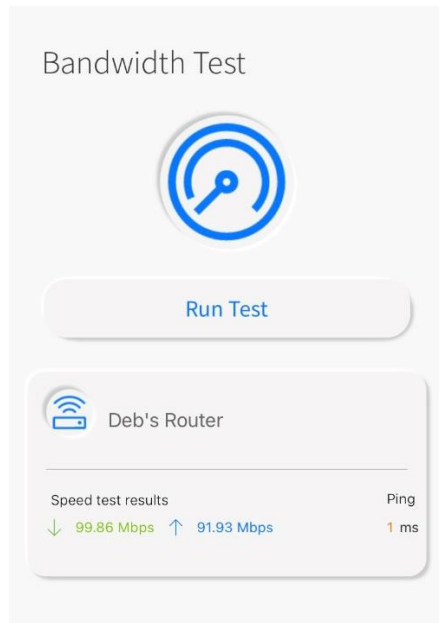 Bandwidth Test
Run Test
Deb's Router
Speed test results Ping
↓ 99.86 Mbps ↑ 91.93 Mbps 1 ms